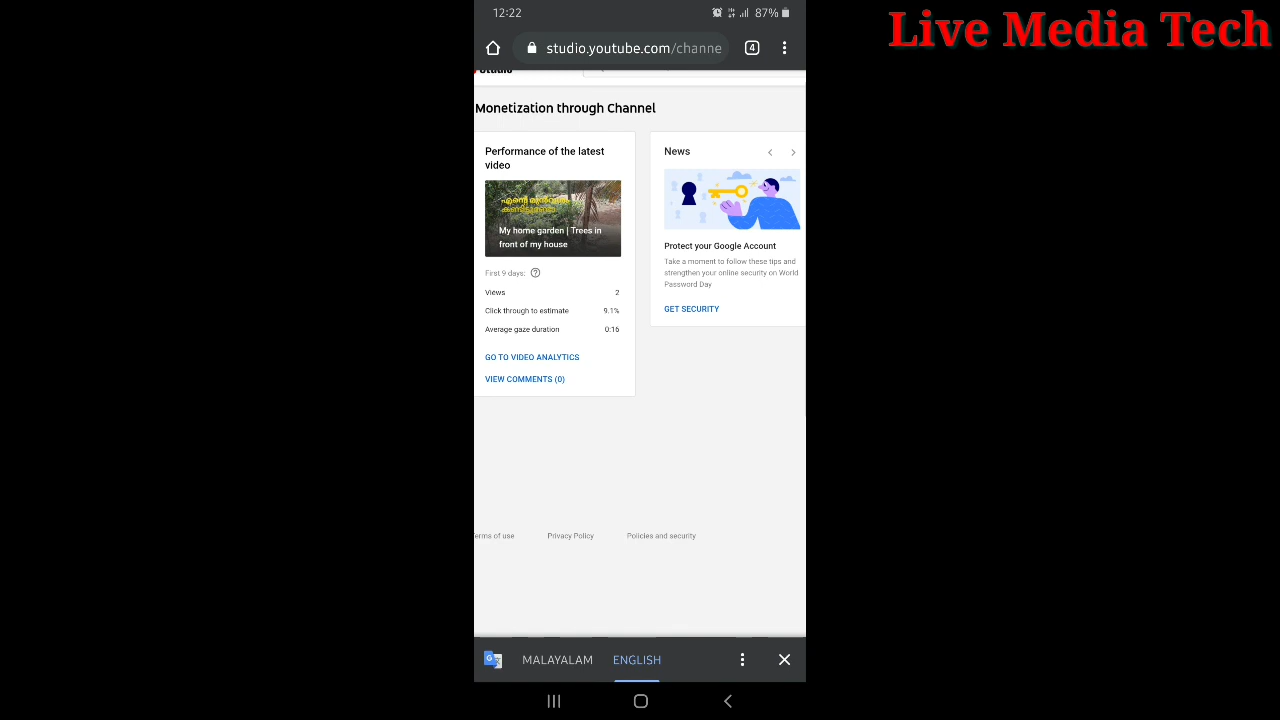 12:22
87%
Live Media Tech
studio.youtube.com/channe
4
Studio
Monetization through Channel
Performance of the latest
video
My home garden | Trees in
front of my house
First 9 days:
Views 2
Click through to estimate 9.1%
Average gaze duration 0:16
GO TO VIDEO ANALYTICS
VIEW COMMENTS (0)
News
Protect your Google Account
Take a moment to follow these tips and
strengthen your online security on World
Password Day
GET SECURITY
erms of use Privacy Policy Policies and security
MALAYALAM ENGLISH